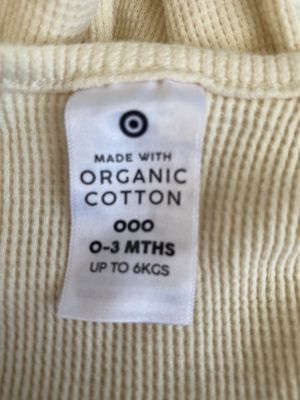 MADE WITH
ORGANIC
COTTON
000
0-3 MTHS
UP TO 6KGS